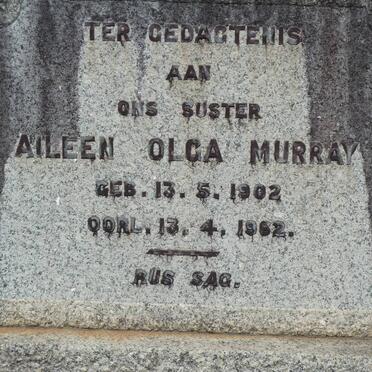 TER GEDAGTENIS
AAN
ONS SUSTER
AILEEN OLGA MURRAY
GEB. 13. 5. 1902
OORL. 13. 4. 1962.
RUS SAG.